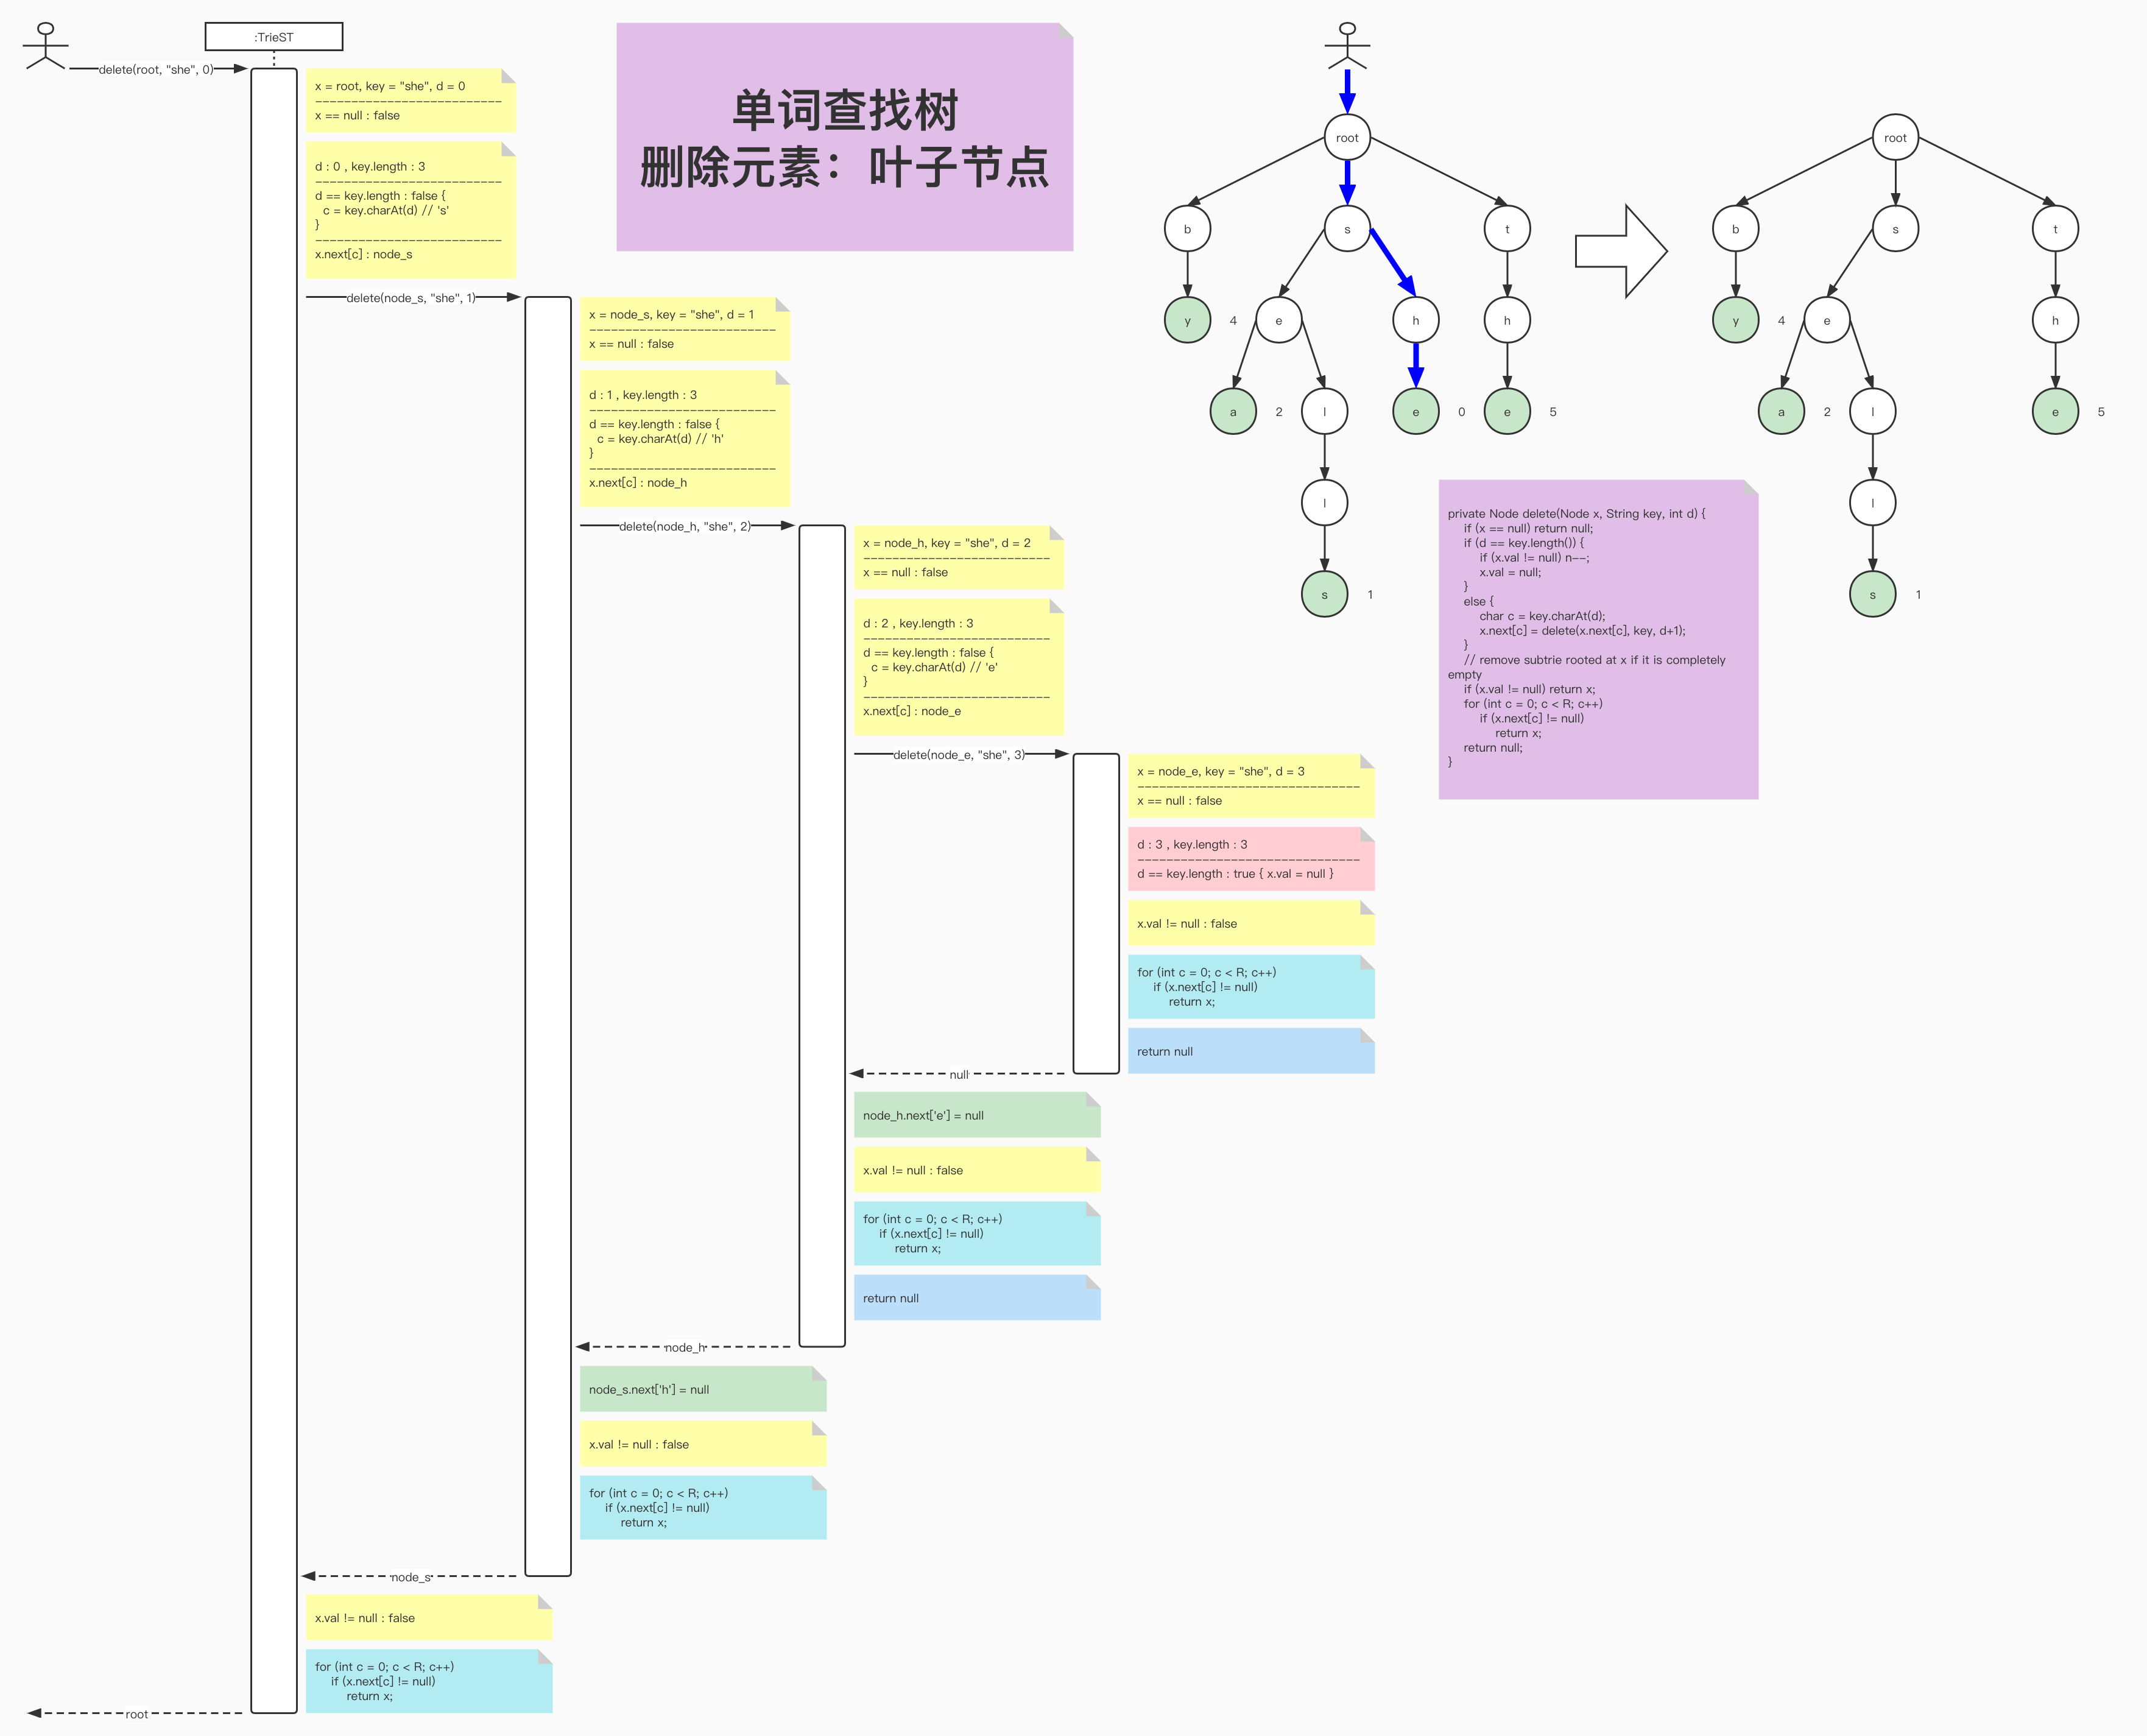 :TrieST
delete(root, "she", 0)
x = root, key = "she", d = 0
--------------------------
x == null : false
d : 0 , key.length : 3
--------------------------
d == key.length : false {
c = key.charAt(d) // 's'
}
--------------------------
x.next[c] : node_s
单词查找树
删除元素：叶子节点
delete(node_s, "she", 1)
x = node_s, key = "she", d = 1
--------------------------
x == null : false
d : 1 , key.length : 3
--------------------------
d == key.length : false {
c = key.charAt(d) // 'h'
}
--------------------------
x.next[c] : node_h
delete(node_h, "she", 2)
x = node_h, key = "she", d = 2
--------------------------
x == null : false
d : 2 , key.length : 3
--------------------------
d == key.length : false {
c = key.charAt(d) // 'e'
}
--------------------------
x.next[c] : node_e
delete(node_e, "she", 3)
x = node_e, key = "she", d = 3
-------------------------------
x == null : false
d : 3 , key.length : 3
-------------------------------
d == key.length : true { x.val = null }
x.val != null : false
for (int c = 0; c < R; c++)
if (x.next[c] != null)
return x;
return null
null
node_h.next['e'] = null
x.val != null : false
for (int c = 0; c < R; c++)
if (x.next[c] != null)
return x;
return null
node_h
node_s.next['h'] = null
x.val != null : false
for (int c = 0; c < R; c++)
if (x.next[c] != null)
return x;
node_s
x.val != null : false
for (int c = 0; c < R; c++)
if (x.next[c] != null)
return x;
root
root
b s t
y 4 e h h
a 2 l e 0 e 5
l
s 1
root
b s t
y 4 e h
a 2 l e 5
l
s 1
private Node delete(Node x, String key, int d) {
if (x == null) return null;
if (d == key.length()) {
if (x.val != null) n--;
x.val = null;
}
else {
char c = key.charAt(d);
x.next[c] = delete(x.next[c], key, d+1);
}
// remove subtrie rooted at x if it is completely
empty
if (x.val != null) return x;
for (int c = 0; c < R; c++)
if (x.next[c] != null)
return x;
return null;
}